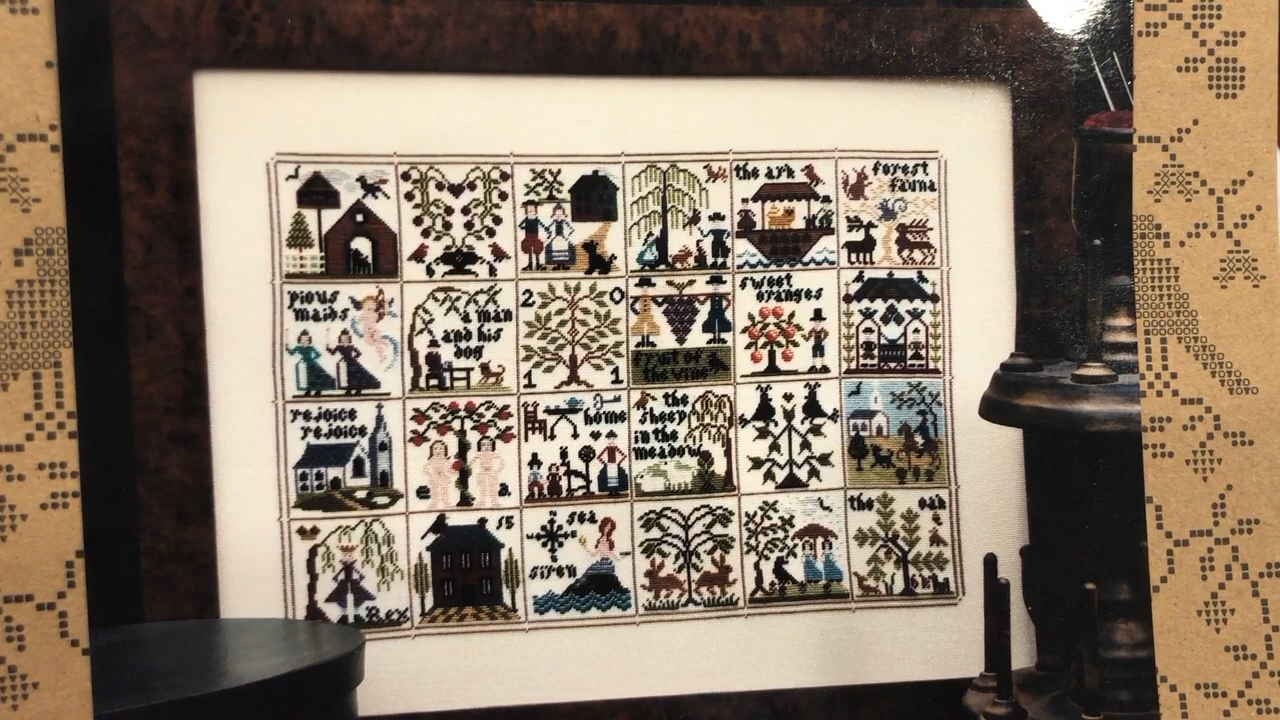 the ark
forest
fauna
pious
maids
a man
and his
dog
2 0
1 1
fruit of
the vine
sweet
oranges
rejoice
rejoice
e. a.
home
the
sheep
in the
meadow
Rex
15
N
sea
siren
the oak